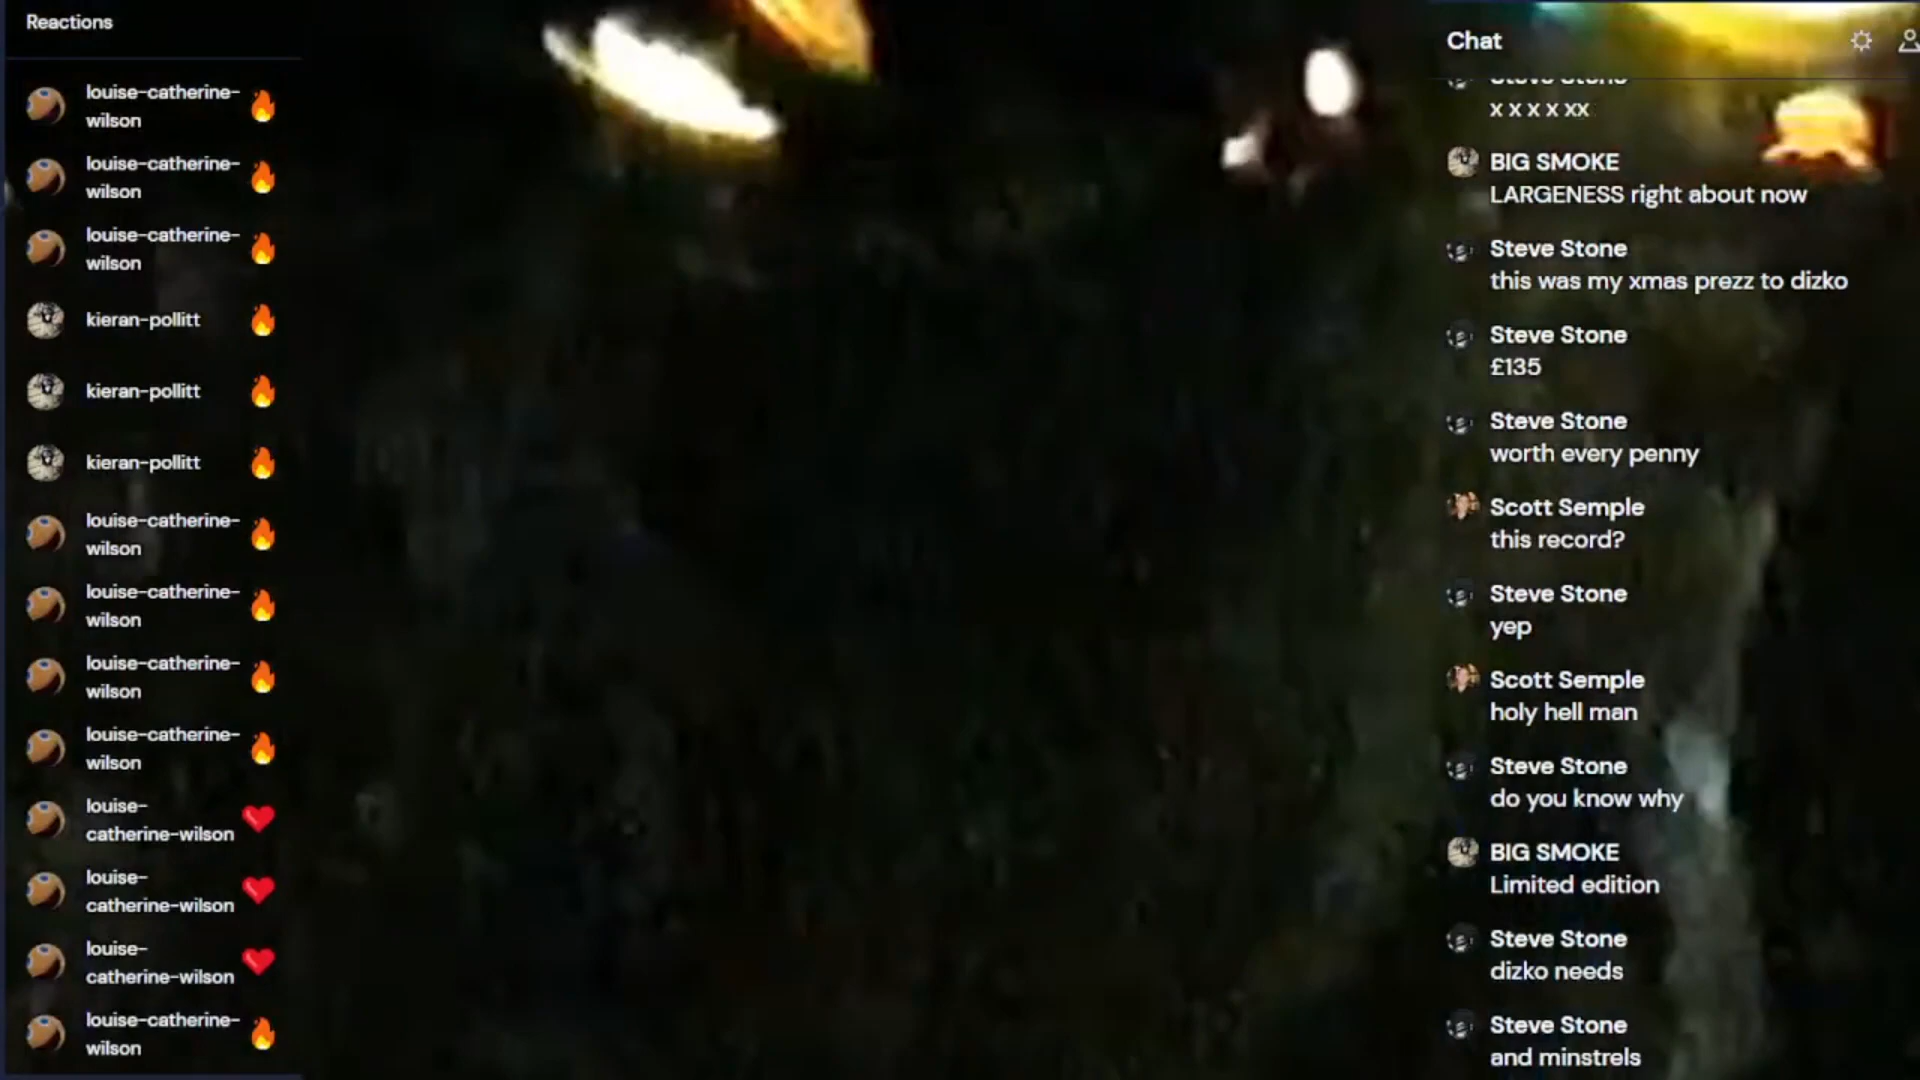 Reactions
louise-catherine-
wilson
louise-catherine-
wilson
louise-catherine-
wilson
kieran-pollitt
kieran-pollitt
kieran-pollitt
louise-catherine-
wilson
louise-catherine-
wilson
louise-catherine-
wilson
louise-catherine-
wilson
louise-
catherine-wilson
louise-
catherine-wilson
louise-
catherine-wilson
louise-catherine-
wilson
Chat
Steve Stone
x x x x xx
BIG SMOKE
LARGENESS right about now
Steve Stone
this was my xmas prezz to dizko
Steve Stone
£135
Steve Stone
worth every penny
Scott Semple
this record?
Steve Stone
yep
Scott Semple
holy hell man
Steve Stone
do you know why
BIG SMOKE
Limited edition
Steve Stone
dizko needs
Steve Stone
and minstrels